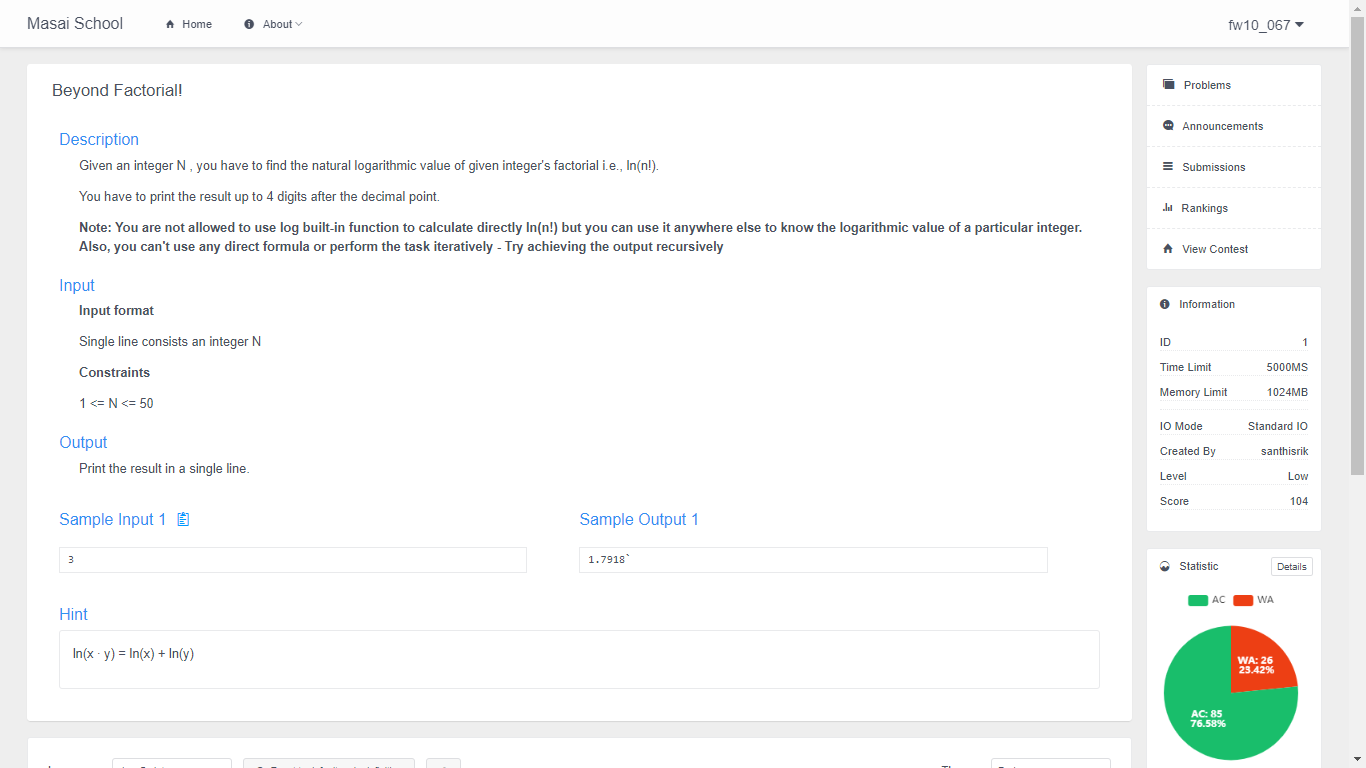 Masai School
Home
About
fw10_067
Beyond Factorial!
Description
Given an integer N , you have to find the natural logarithmic value of given integer's factorial i.e., ln(n!).
You have to print the result up to 4 digits after the decimal point.
Note: You are not allowed to use log built-in function to calculate directly ln(n!) but you can use it anywhere else to know the logarithmic value of a particular integer.
Also, you can't use any direct formula or perform the task iteratively - Try achieving the output recursively
Input
Input format
Single line consists an integer N
Constraints
1 <= N <= 50
Output
Print the result in a single line.
Sample Input 1
Sample Output 1
3
1.7918`
Hint
ln(x · y) = ln(x) + ln(y)
Problems
Announcements
Submissions
Rankings
View Contest
Information
ID 1
Time Limit 5000MS
Memory Limit 1024MB
IO Mode Standard IO
Created By santhisrik
Level Low
Score 104
Statistic Details
AC WA
WA: 26
23.42%
AC: 85
76.58%